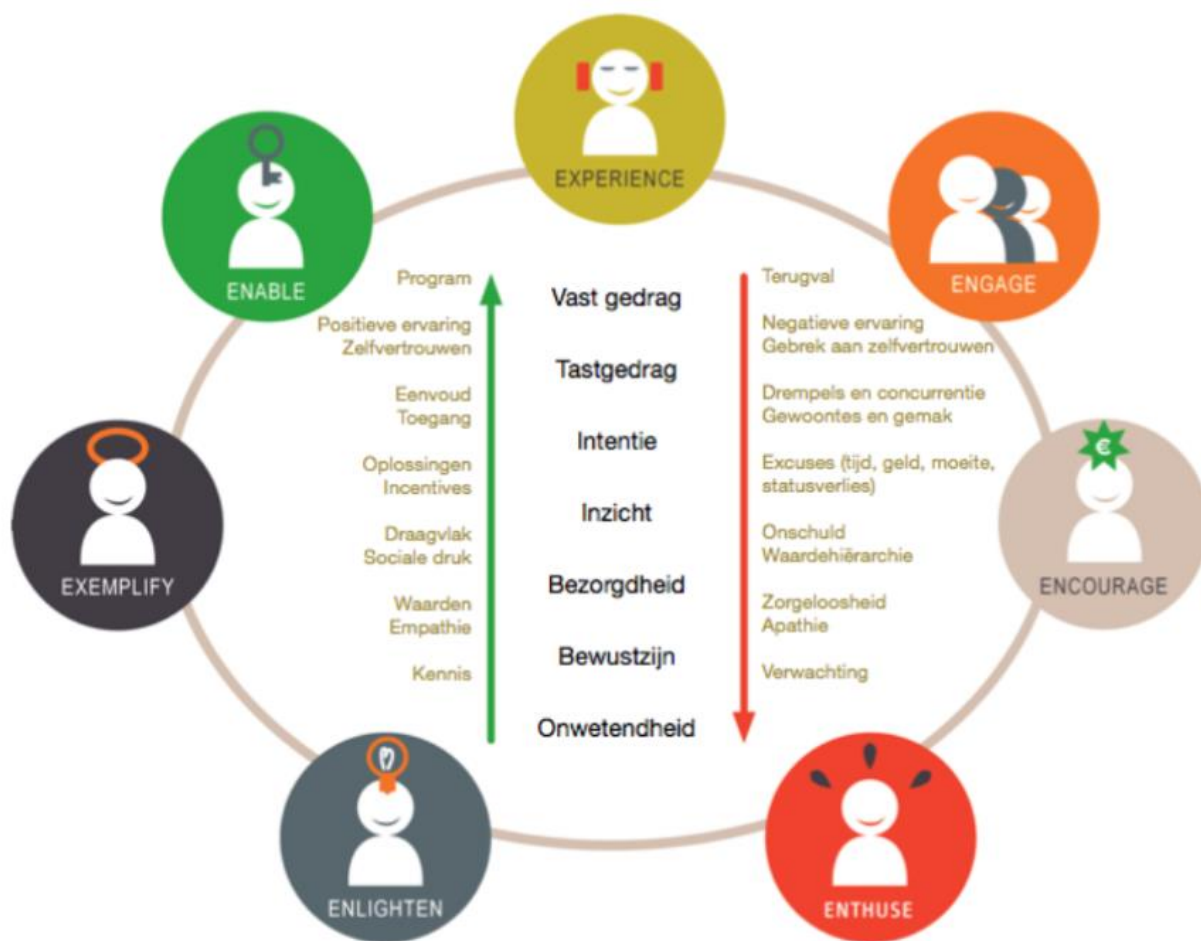 EXPERIENCE
ENABLE
ENGAGE
EXEMPLIFY
€
ENCOURAGE
ENLIGHTEN
ENTHUSE
Program
Positieve ervaring
Zelfvertrouwen
Eenvoud
Toegang
Oplossingen
Incentives
Draagvlak
Sociale druk
Waarden
Empathie
Kennis
Vast gedrag
Tastgedrag
Intentie
Inzicht
Bezorgdheid
Bewustzijn
Onwetendheid
Terugval
Negatieve ervaring
Gebrek aan zelfvertrouwen
Drempels en concurrentie
Gewoontes en gemak
Excuses (tijd, geld, moeite,
statusverlies)
Onschuld
Waardehiërarchie
Zorgeloosheid
Apathie
Verwachting